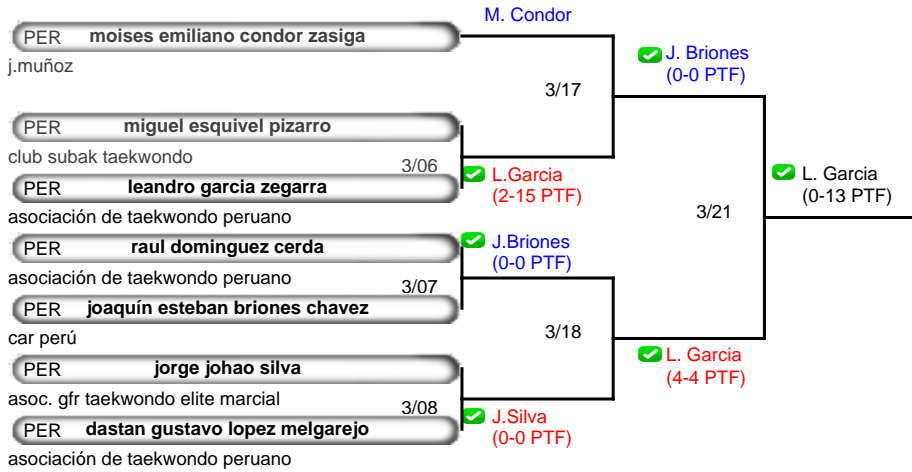 M. Condor
PER moises emiliano condor zasiga
j.muñoz
J. Briones
(0-0 PTF)
3/17
PER miguel esquivel pizarro
club subak taekwondo
3/06
L.Garcia
(2-15 PTF)
PER leandro garcia zegarra
asociación de taekwondo peruano
L. Garcia
(0-13 PTF)
3/21
PER raul dominguez cerda
asociación de taekwondo peruano
J.Briones
(0-0 PTF)
3/07
PER joaquín esteban briones chavez
car perú
3/18
L. Garcia
(4-4 PTF)
PER jorge johao silva
asoc. gfr taekwondo elite marcial
3/08
J.Silva
(0-0 PTF)
PER dastan gustavo lopez melgarejo
asociación de taekwondo peruano